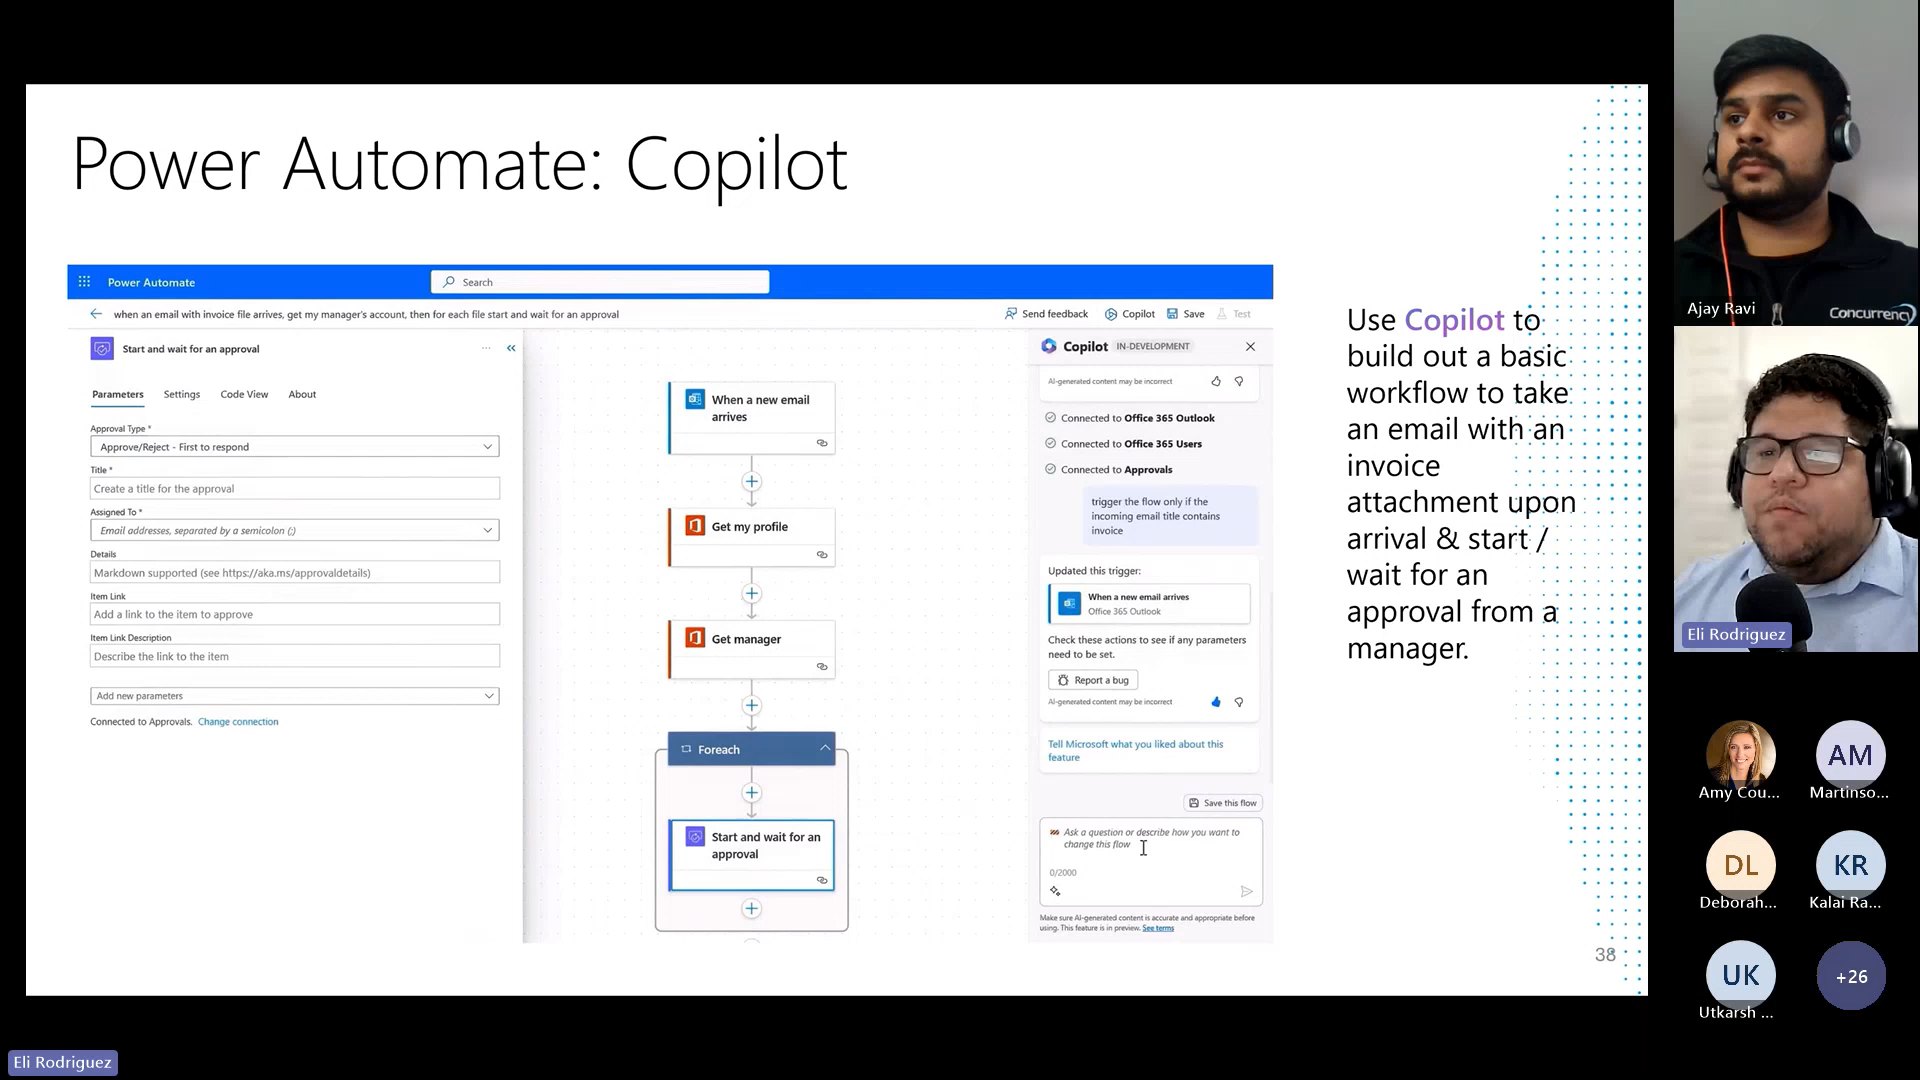 Power Automate: Copilot
Power Automate
Search
when an email with invoice file arrives, get my manager's account, then for each file start and wait for an approval
Send feedback
Copilot
Save
Test
Start and wait for an approval
Parameters
Settings
Code View
About
Approval Type *
Approve/Reject - First to respond
Title *
Create a title for the approval
Assigned To *
Email addresses, separated by a semicolon (;)
Details
Markdown supported (see https://aka.ms/approvaldetails)
Item Link
Add a link to the item to approve
Item Link Description
Describe the link to the item
Add new parameters
Connected to Approvals. Change connection
When a new email
arrives
Get my profile
Get manager
Foreach
Start and wait for an
approval
Copilot IN-DEVELOPMENT
AI-generated content may be incorrect
Connected to Office 365 Outlook
Connected to Office 365 Users
Connected to Approvals
trigger the flow only if the
incoming email title contains
invoice
Updated this trigger:
When a new email arrives
Office 365 Outlook
Check these actions to see if any parameters
need to be set.
Report a bug
AI-generated content may be incorrect
Tell Microsoft what you liked about this
feature
Save this flow
Ask a question or describe how you want to
change this flow
0/2000
Make sure AI-generated content is accurate and appropriate before
using. This feature is in preview. See terms
Use Copilot to
build out a basic
workflow to take
an email with an
invoice
attachment upon
arrival & start /
wait for an
approval from a
manager.
38
Ajay Ravi
Concurrency
Eli Rodriguez
Amy Cou...
AM
Martinso...
DL
Deborah...
KR
Kalai Ra...
UK
Utkarsh ...
+26
Eli Rodriguez